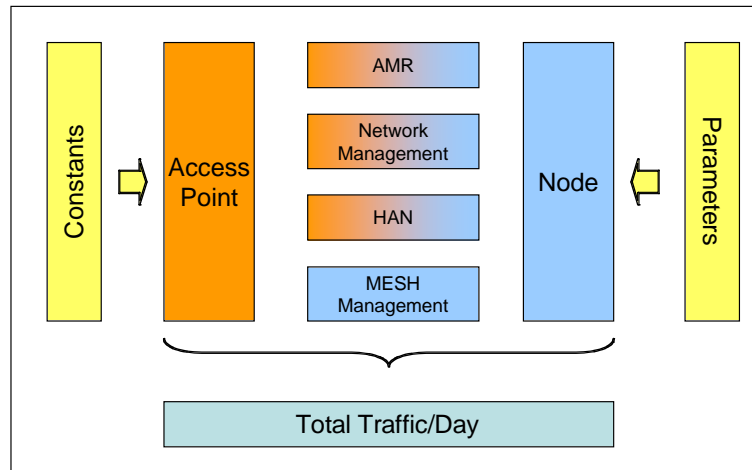 Constants
Access
Point
AMR
Network
Management
HAN
MESH
Management
Node
Parameters
Total Traffic/Day